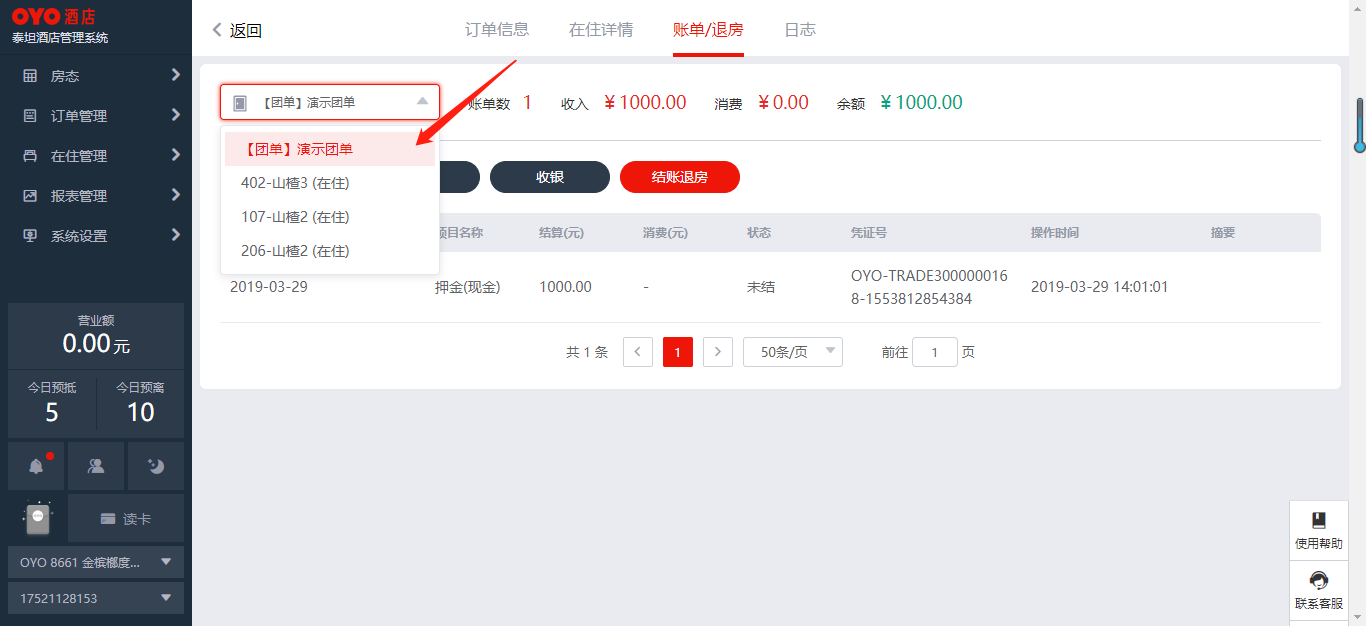 OYO 酒店
泰坦酒店管理系统
房态
订单管理
在住管理
报表管理
系统设置
营业额
0.00 元
今日预抵
5
今日预离
10
读卡
OYO 8661 金槟榔度...
17521128153
返回
订单信息
在住详情
账单/退房
日志
【团单】演示团单
账单数 1
收入 ￥1000.00
消费 ￥0.00
余额 ￥1000.00
【团单】演示团单
402-山楂3 (在住)
107-山楂2 (在住)
206-山楂2 (在住)
收银
结账退房
项目名称
结算(元)
消费(元)
状态
凭证号
操作时间
摘要
2019-03-29
押金(现金)
1000.00
-
未结
OYO-TRADE300000016
8-1553812854384
2019-03-29 14:01:01
共 1 条
1
50条/页
前往 1 页
使用帮助
联系客服